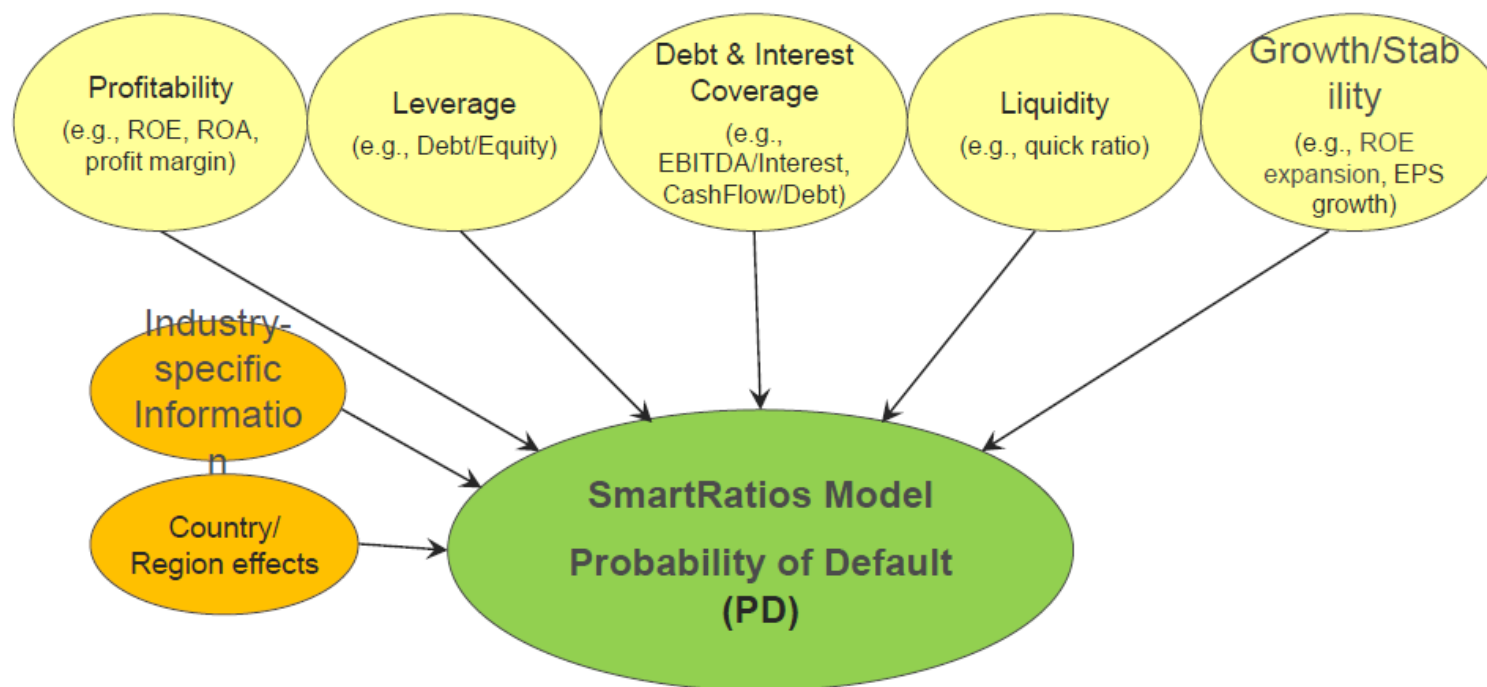 Profitability
(e.g., ROE, ROA,
profit margin)
Leverage
(e.g., Debt/Equity)
Debt & Interest
Coverage
(e.g.,
EBITDA/Interest,
CashFlow/Debt)
Liquidity
(e.g., quick ratio)
Growth/Stab
ility
(e.g., ROE
expansion, EPS
growth)
Industry-
specific
Informatio
n
Country/
Region effects
SmartRatios Model
Probability of Default
(PD)